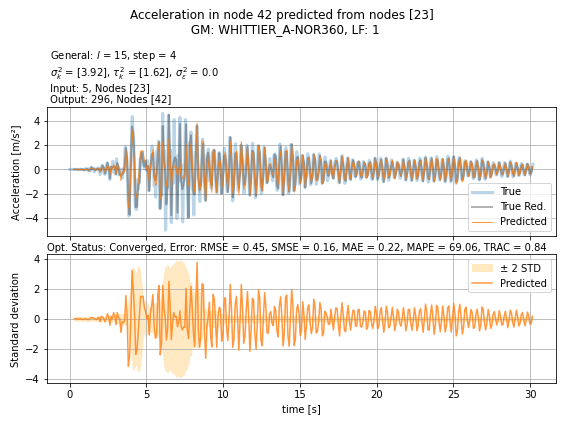 Acceleration in node 42 predicted from nodes [23]
GM: WHITTIER_A-NOR360, LF: 1
General: l = 15, step = 4
σ²ₖ = [3.92], τ²ₖ = [1.62], σ²ε = 0.0
Input: 5, Nodes [23]
Output: 296, Nodes [42]
Acceleration [m/s²]
4
2
0
−2
−4
True
True Red.
Predicted
Opt. Status: Converged, Error: RMSE = 0.45, SMSE = 0.16, MAE = 0.22, MAPE = 69.06, TRAC = 0.84
Standard deviation
4
2
0
−2
−4
± 2 STD
Predicted
0 5 10 15 20 25 30
time [s]